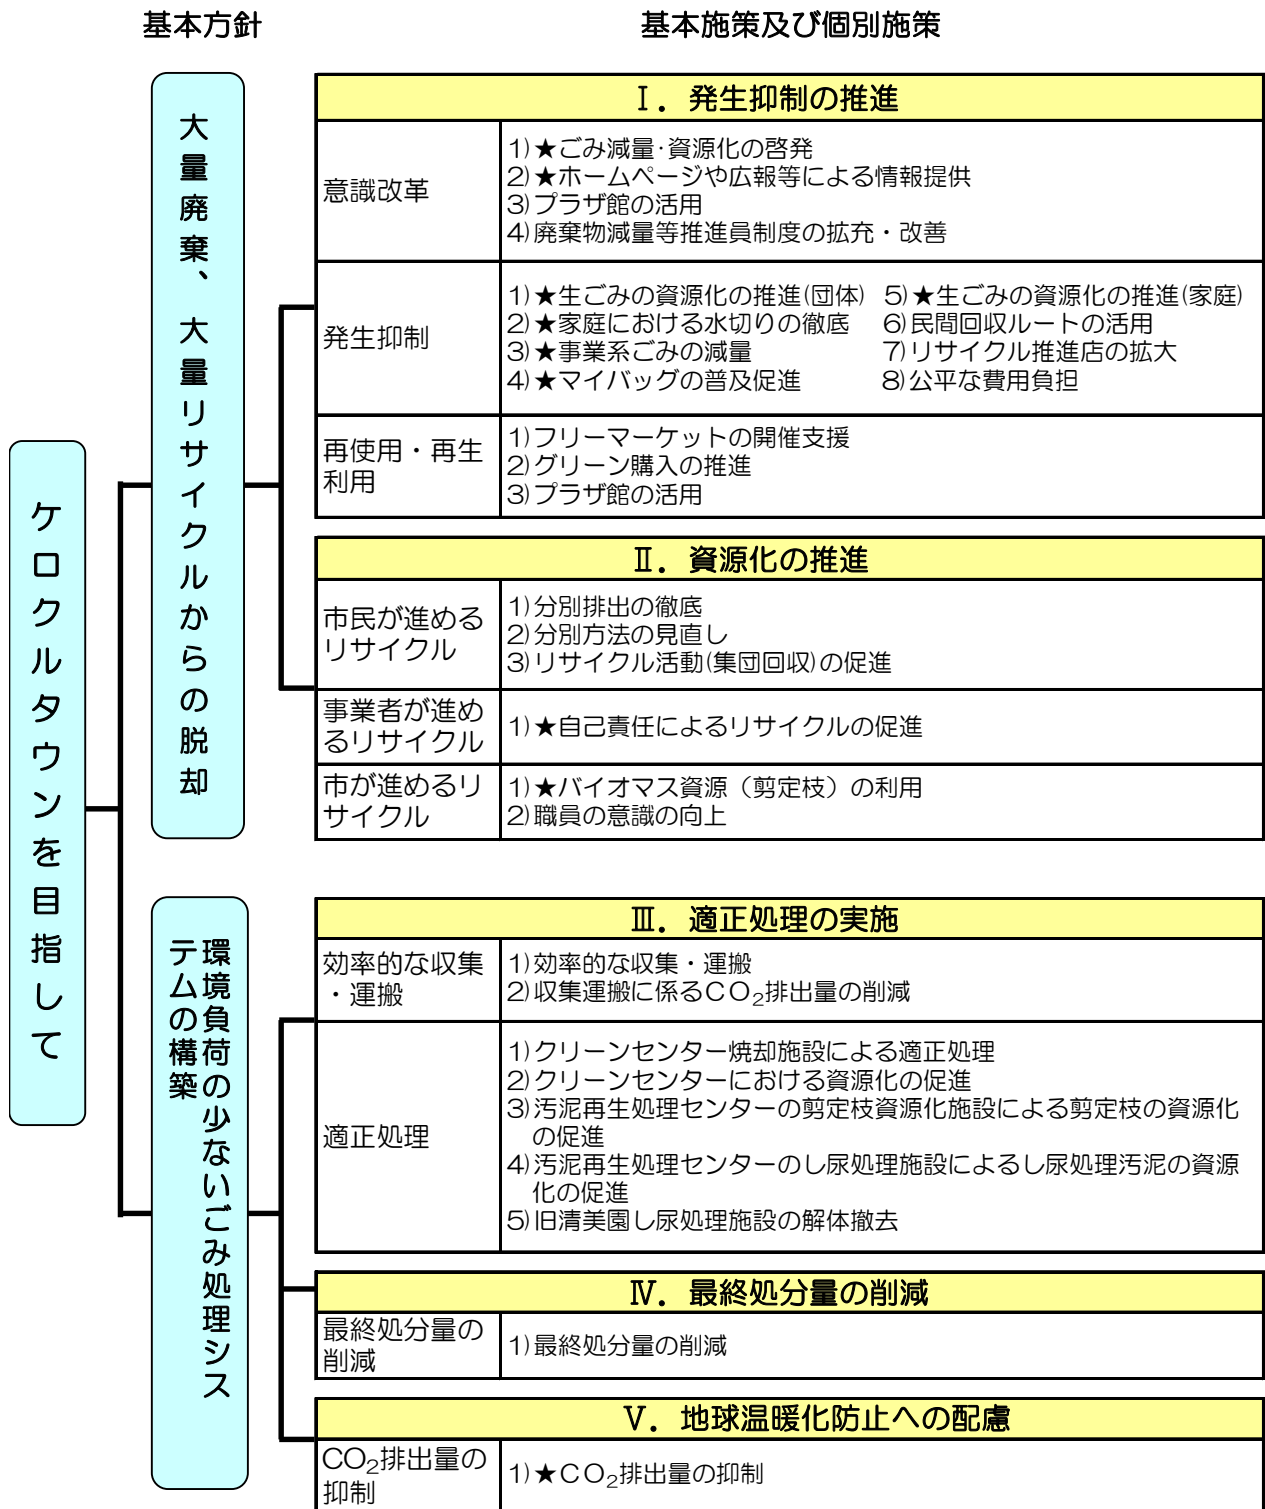 基本方針
基本施策及び個別施策
ケロクルタウンを目指して
大量廃棄、大量リサイクルからの脱却
Ⅰ．発生抑制の推進
意識改革
1)★ごみ減量･資源化の啓発
2)★ホームページや広報等による情報提供
3)プラザ館の活用
4)廃棄物減量等推進員制度の拡充・改善
発生抑制
1)★生ごみの資源化の推進(団体)
2)★家庭における水切りの徹底
3)★事業系ごみの減量
4)★マイバッグの普及促進
5)★生ごみの資源化の推進(家庭)
6)民間回収ルートの活用
7)リサイクル推進店の拡大
8)公平な費用負担
再使用・再生
利用
1)フリーマーケットの開催支援
2)グリーン購入の推進
3)プラザ館の活用
Ⅱ．資源化の推進
市民が進める
リサイクル
1)分別排出の徹底
2)分別方法の見直し
3)リサイクル活動(集団回収)の促進
事業者が進め
るリサイクル
1)★自己責任によるリサイクルの促進
市が進めるリ
サイクル
1)★バイオマス資源（剪定枝）の利用
2)職員の意識の向上
環境負荷の少ないごみ処理シス
テムの構築
Ⅲ．適正処理の実施
効率的な収集
・運搬
1)効率的な収集・運搬
2)収集運搬に係るCO₂排出量の削減
適正処理
1)クリーンセンター焼却施設による適正処理
2)クリーンセンターにおける資源化の促進
3)汚泥再生処理センターの剪定枝資源化施設による剪定枝の資源化
の促進
4)汚泥再生処理センターのし尿処理施設によるし尿処理汚泥の資源
化の促進
5)旧清美園し尿処理施設の解体撤去
Ⅳ．最終処分量の削減
最終処分量の
削減
1)最終処分量の削減
Ⅴ．地球温暖化防止への配慮
CO₂排出量の
抑制
1)★CO₂排出量の抑制